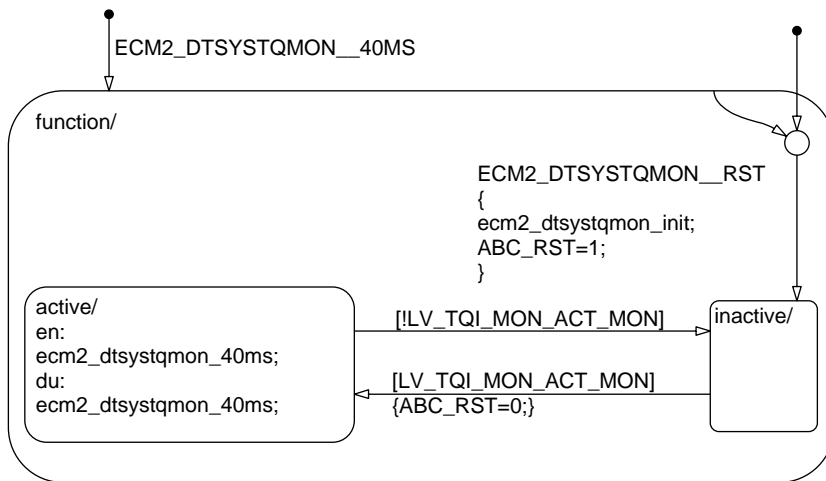 ECM2_DTSYSTQMON__40MS
function/
ECM2_DTSYSTQMON__RST
{
ecm2_dtsystqmon_init;
ABC_RST=1;
}
active/
en:
ecm2_dtsystqmon_40ms;
du:
ecm2_dtsystqmon_40ms;
[!LV_TQI_MON_ACT_MON]
[LV_TQI_MON_ACT_MON]
{ABC_RST=0;}
inactive/